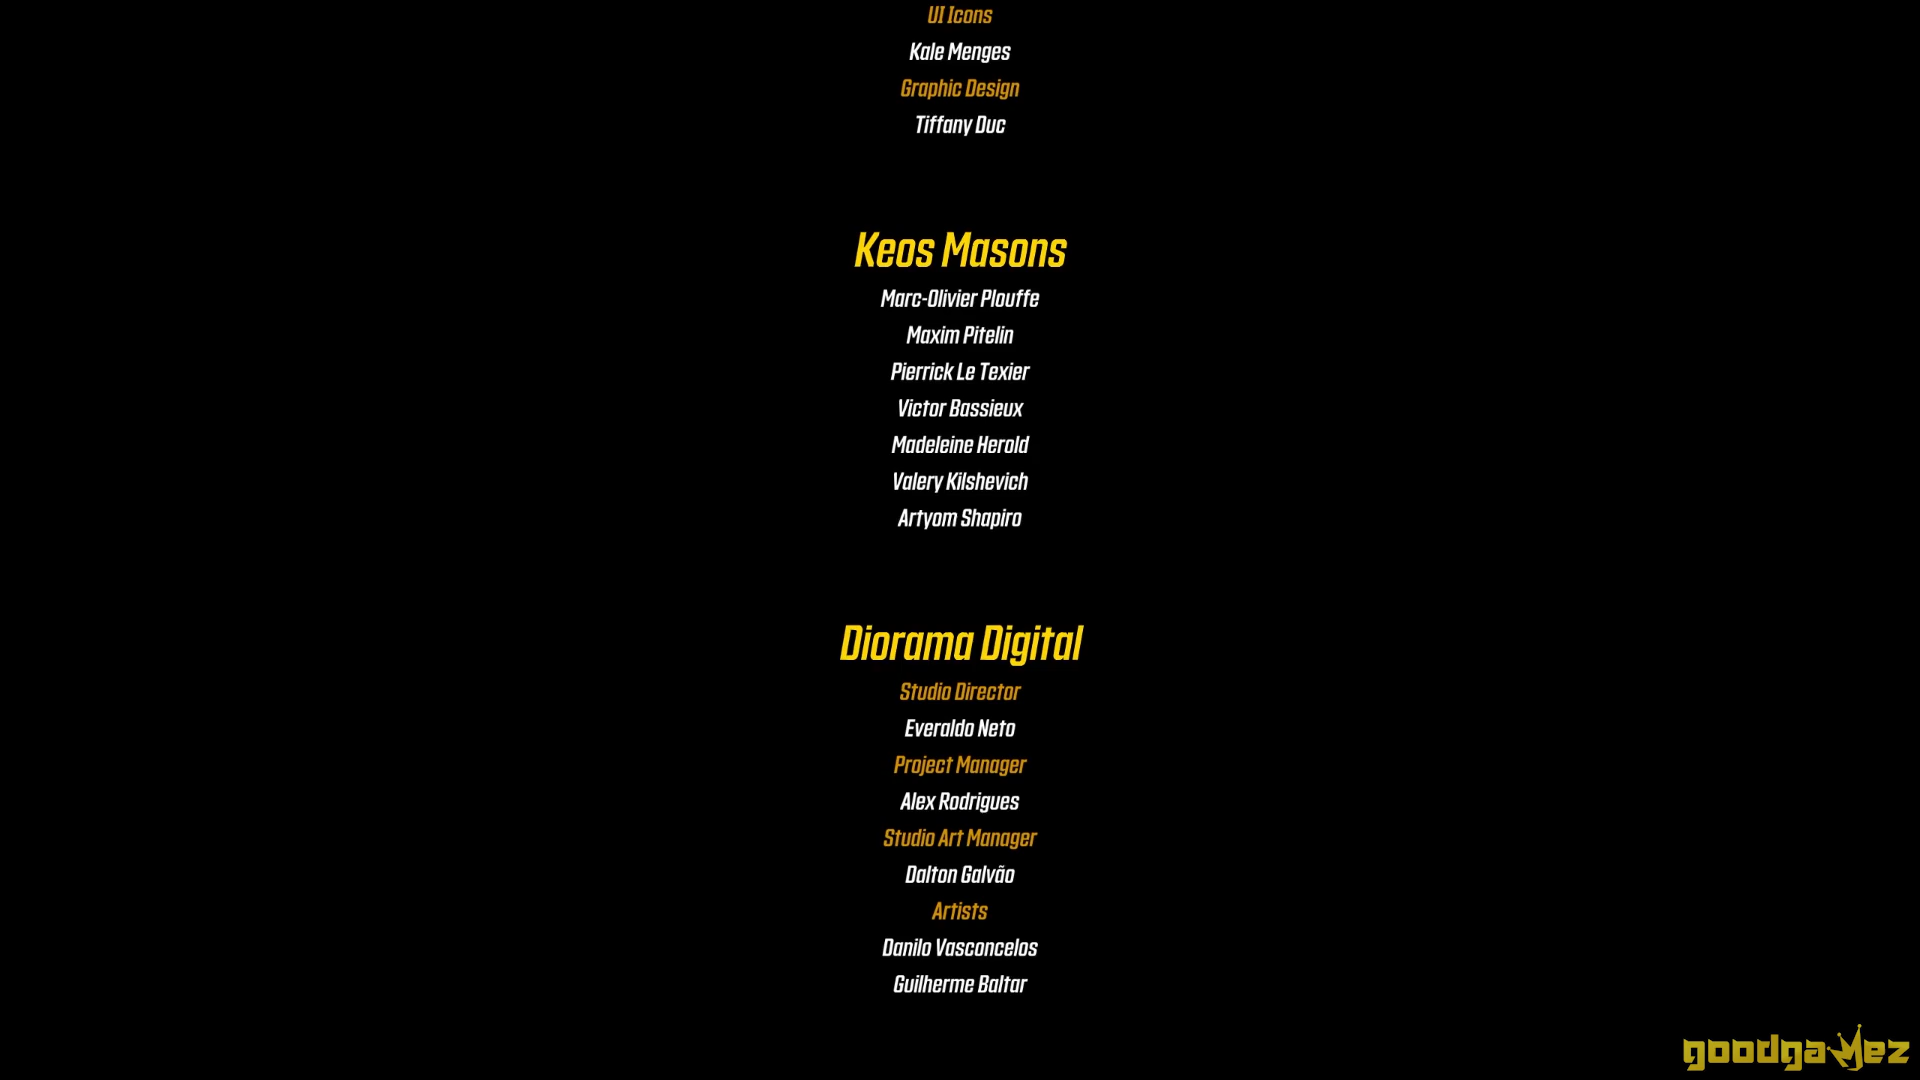 UI Icons
Kale Menges
Graphic Design
Tiffany Duc
Keos Masons
Marc-Olivier Plouffe
Maxim Pitelin
Pierrick Le Texier
Victor Bassieux
Madeleine Herold
Valery Kilshevich
Artyom Shapiro
Diorama Digital
Studio Director
Everaldo Neto
Project Manager
Alex Rodrigues
Studio Art Manager
Dalton Galvão
Artists
Danilo Vasconcelos
Guilherme Baltar
goodgamez